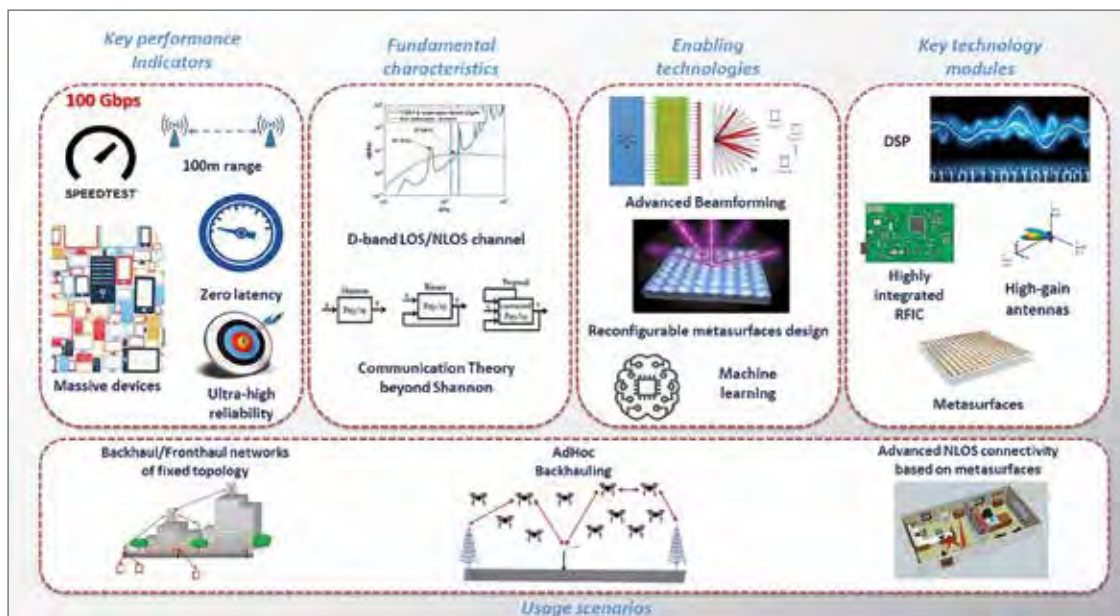 Key performance
Indicators
100 Gbps
SPEEDTEST
100m range
Zero latency
Massive devices
Ultra-high
reliability
Fundamental
characteristics
D-band LOS/NLOS channel
Communication Theory
beyond Shannon
Enabling
technologies
Advanced Beamforming
Reconfigurable metasurfaces design
Machine
learning
Key technology
modules
DSP
Highly
integrated
RFIC
High-gain
antennas
Metasurfaces
Backhaul/Fronthaul networks
of fixed topology
AdHoc
Backhauling
Advanced NLOS connectivity
based on metasurfaces
Usage scenarios